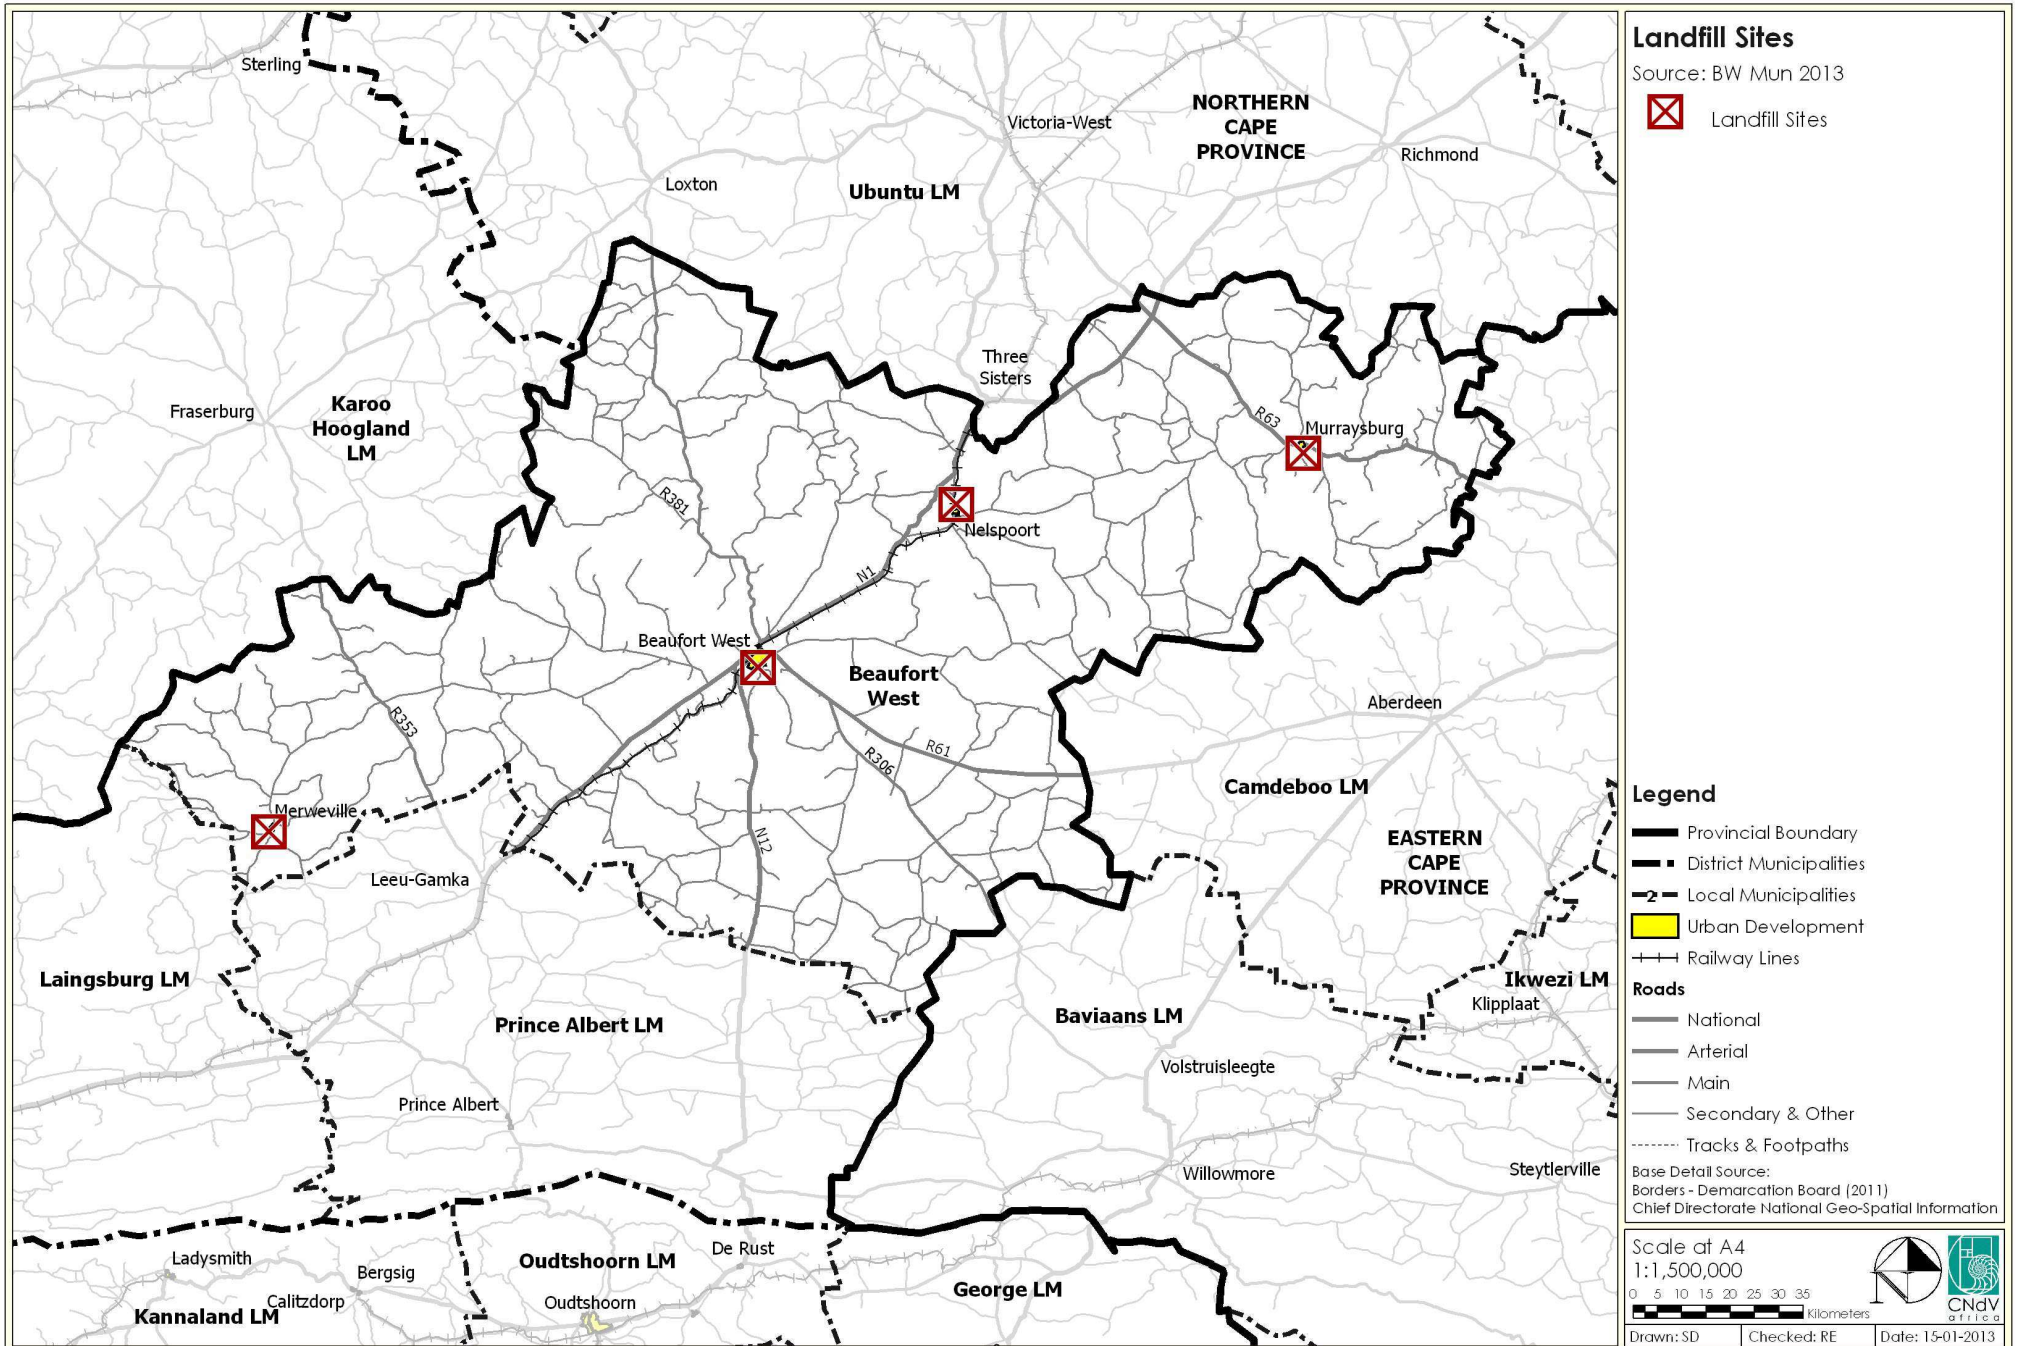 Sterling
Victoria-West
NORTHERN
CAPE
PROVINCE
Richmond
Loxton
Ubuntu LM
Three
Sisters
Fraserburg
Karoo
Hoogland
LM
R63
Murraysburg
R381
Nelspoort
N1
Beaufort West
Beaufort
West
Aberdeen
R353
R61
R306
Camdeboo LM
Merweville
N12
EASTERN
CAPE
PROVINCE
Leeu-Gamka
Laingsburg LM
Ikwezi LM
Klipplaat
Prince Albert LM
Baviaans LM
Volstruisleegte
Prince Albert
Willowmore
Steytlerville
Ladysmith
Bergsig
Oudtshoorn LM
De Rust
Calitzdorp
Kannaland LM
Oudtshoorn
George LM
Landfill Sites
Source: BW Mun 2013
Landfill Sites
Legend
Provincial Boundary
District Municipalities
2 Local Municipalities
Urban Development
Railway Lines
Roads
National
Arterial
Main
Secondary & Other
Tracks & Footpaths
Base Detail Source:
Borders - Demarcation Board (2011)
Chief Directorate National Geo-Spatial Information
Scale at A4
1:1,500,000
0 5 10 15 20 25 30 35
Kilometers
CNdV
africa
Drawn: SD
Checked: RE
Date: 15-01-2013